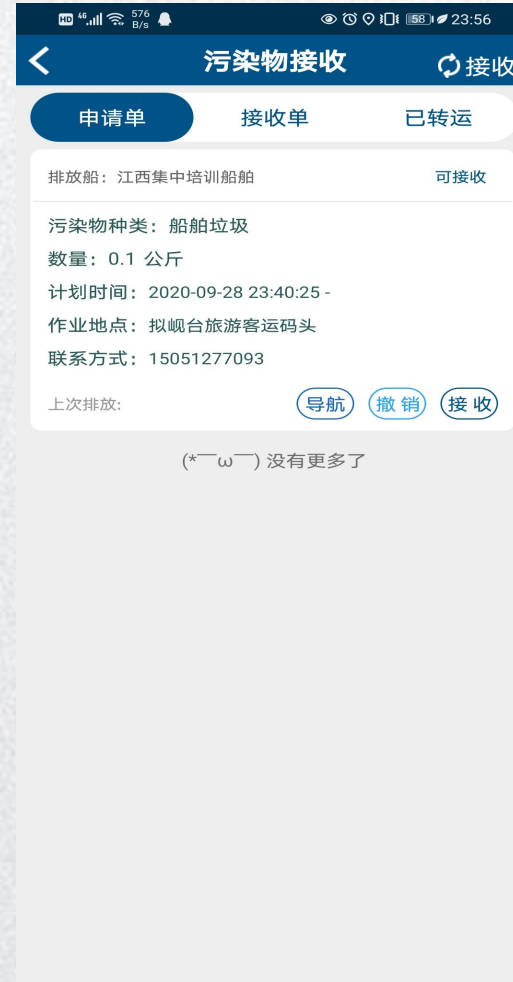 HD 4G 576 B/s 58 23:56
污染物接收 接收
申请单 接收单 已转运
排放船：江西集中培训船舶 可接收
污染物种类：船舶垃圾
数量：0.1 公斤
计划时间：2020-09-28 23:40:25 -
作业地点：拟岘台旅游客运码头
联系方式：15051277093
上次排放: 导航 撤 销 接 收
(*￣ω￣) 没有更多了